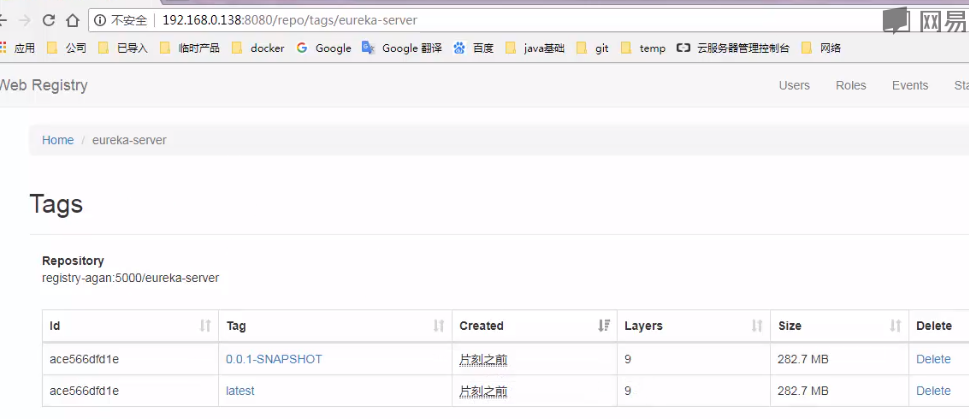 不安全 192.168.0.138:8080/repo/tags/eureka-server
网易
应用 公司 已导入 临时产品 docker Google Google 翻译 百度 java基础 git temp 云服务器管理控制台 网络
Web Registry Users Roles Events Sta
Home / eureka-server
Tags
Repository
registry-agan:5000/eureka-server
Id Tag Created Layers Size Delete
ace566dfd1e 0.0.1-SNAPSHOT 片刻之前 9 282.7 MB Delete
ace566dfd1e latest 片刻之前 9 282.7 MB Delete